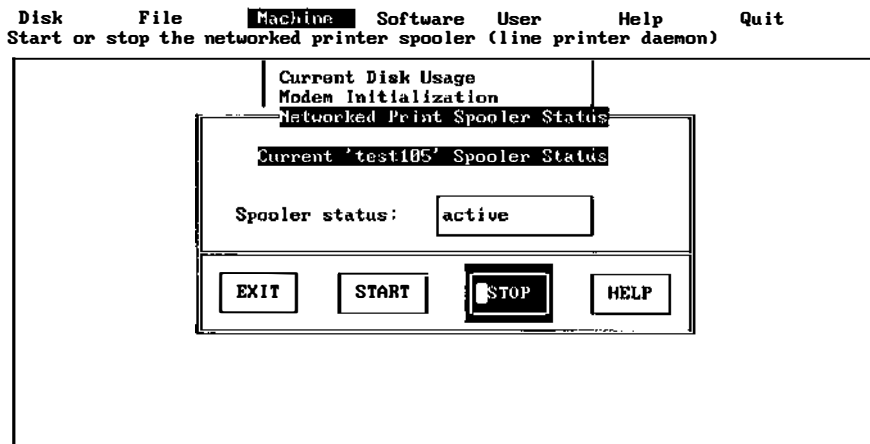 Disk File Machine Software User Help Quit
Start or stop the networked printer spooler (line printer daemon)
Current Disk Usage
Modem Initialization
Networked Print Spooler Status
Current 'test105' Spooler Status
Spooler status: active
EXIT START STOP HELP